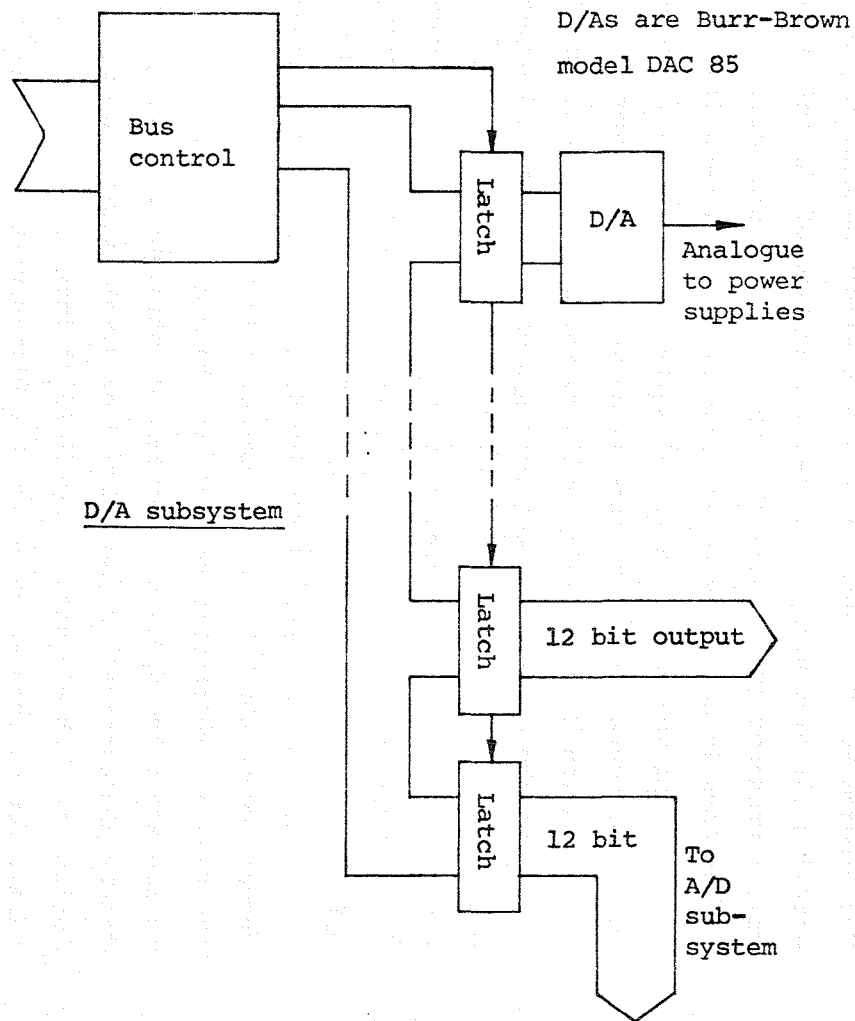 D/As are Burr-Brown
model DAC 85
Bus
control
Latch
D/A
Analogue
to power
supplies
D/A subsystem
Latch
12 bit output
Latch
12 bit
To
A/D
sub-
system